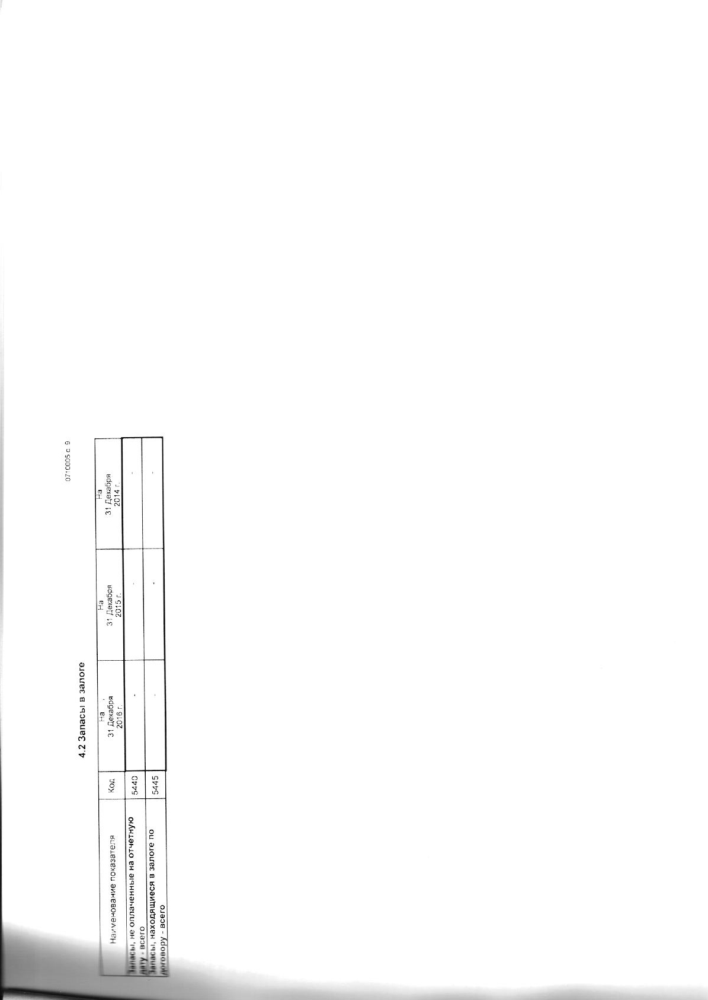 0710005 с. 9
4.2 Запасы в залоге
Наименование показателя
Код
На
31 Декабря
2016 г.
На
31 Декабря
2015 г.
На
31 Декабря
2014 г.
Запасы, не оплаченные на отчетную
дату - всего
5440
-
-
-
Запасы, находящиеся в залоге по
договору - всего
5445
-
-
-